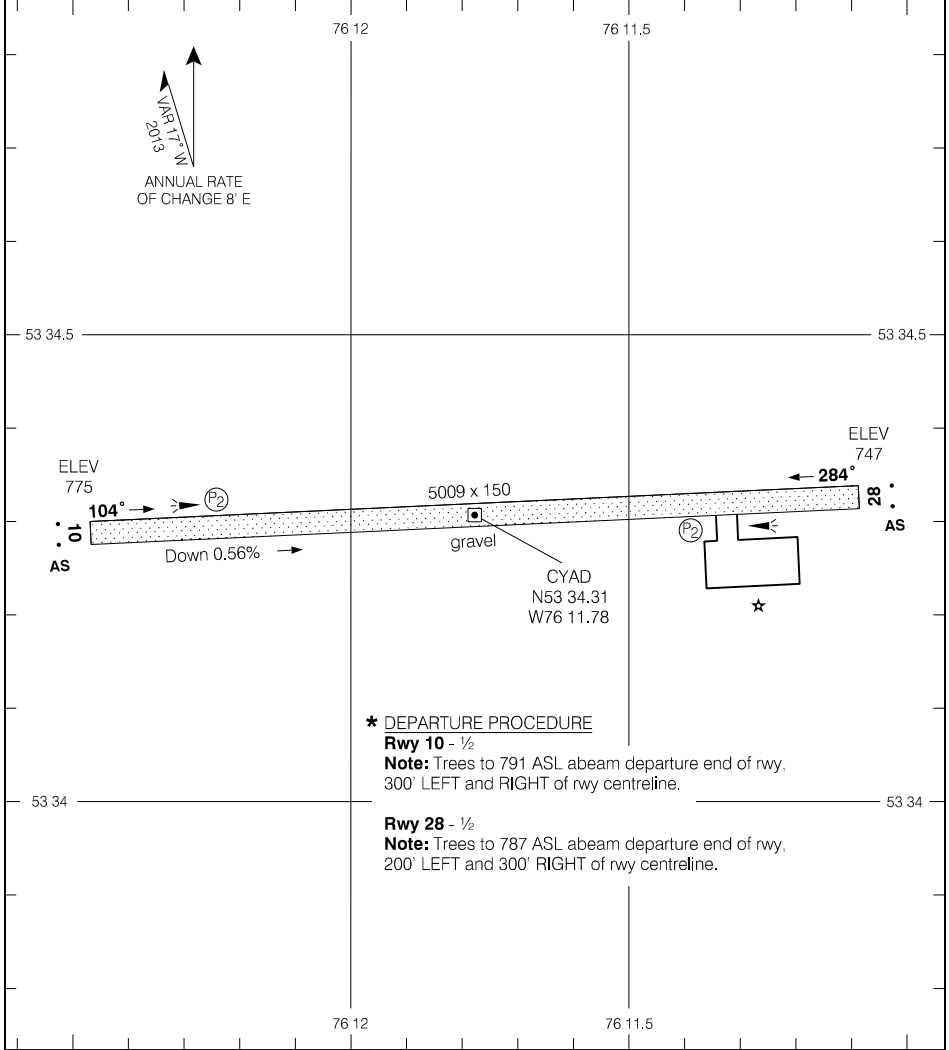 76 12
76 11.5
VAR 17° W
2013
ANNUAL RATE
OF CHANGE 8' E
53 34.5
53 34.5
ELEV
747
ELEV
775
284°
28
AS
P2
5009 x 150
104°
10
AS
Down 0.56%
gravel
P2
CYAD
N53 34.31
W76 11.78
* DEPARTURE PROCEDURE
Rwy 10 - ½
Note: Trees to 791 ASL abeam departure end of rwy,
300' LEFT and RIGHT of rwy centreline.
53 34
53 34
Rwy 28 - ½
Note: Trees to 787 ASL abeam departure end of rwy,
200' LEFT and 300' RIGHT of rwy centreline.
76 12
76 11.5